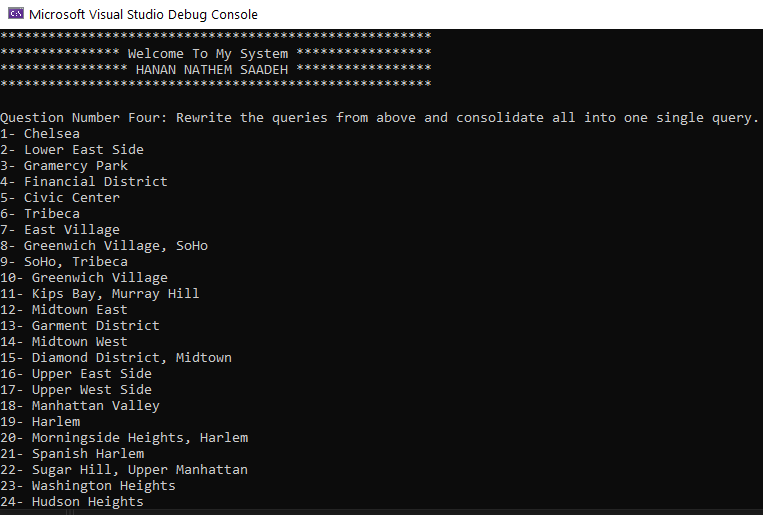 Microsoft Visual Studio Debug Console
******************************************************
*************** Welcome To My System *****************
**************** HANAN NATHEM SAADEH *****************
******************************************************
Question Number Four: Rewrite the queries from above and consolidate all into one single query.
1- Chelsea
2- Lower East Side
3- Gramercy Park
4- Financial District
5- Civic Center
6- Tribeca
7- East Village
8- Greenwich Village, SoHo
9- SoHo, Tribeca
10- Greenwich Village
11- Kips Bay, Murray Hill
12- Midtown East
13- Garment District
14- Midtown West
15- Diamond District, Midtown
16- Upper East Side
17- Upper West Side
18- Manhattan Valley
19- Harlem
20- Morningside Heights, Harlem
21- Spanish Harlem
22- Sugar Hill, Upper Manhattan
23- Washington Heights
24- Hudson Heights